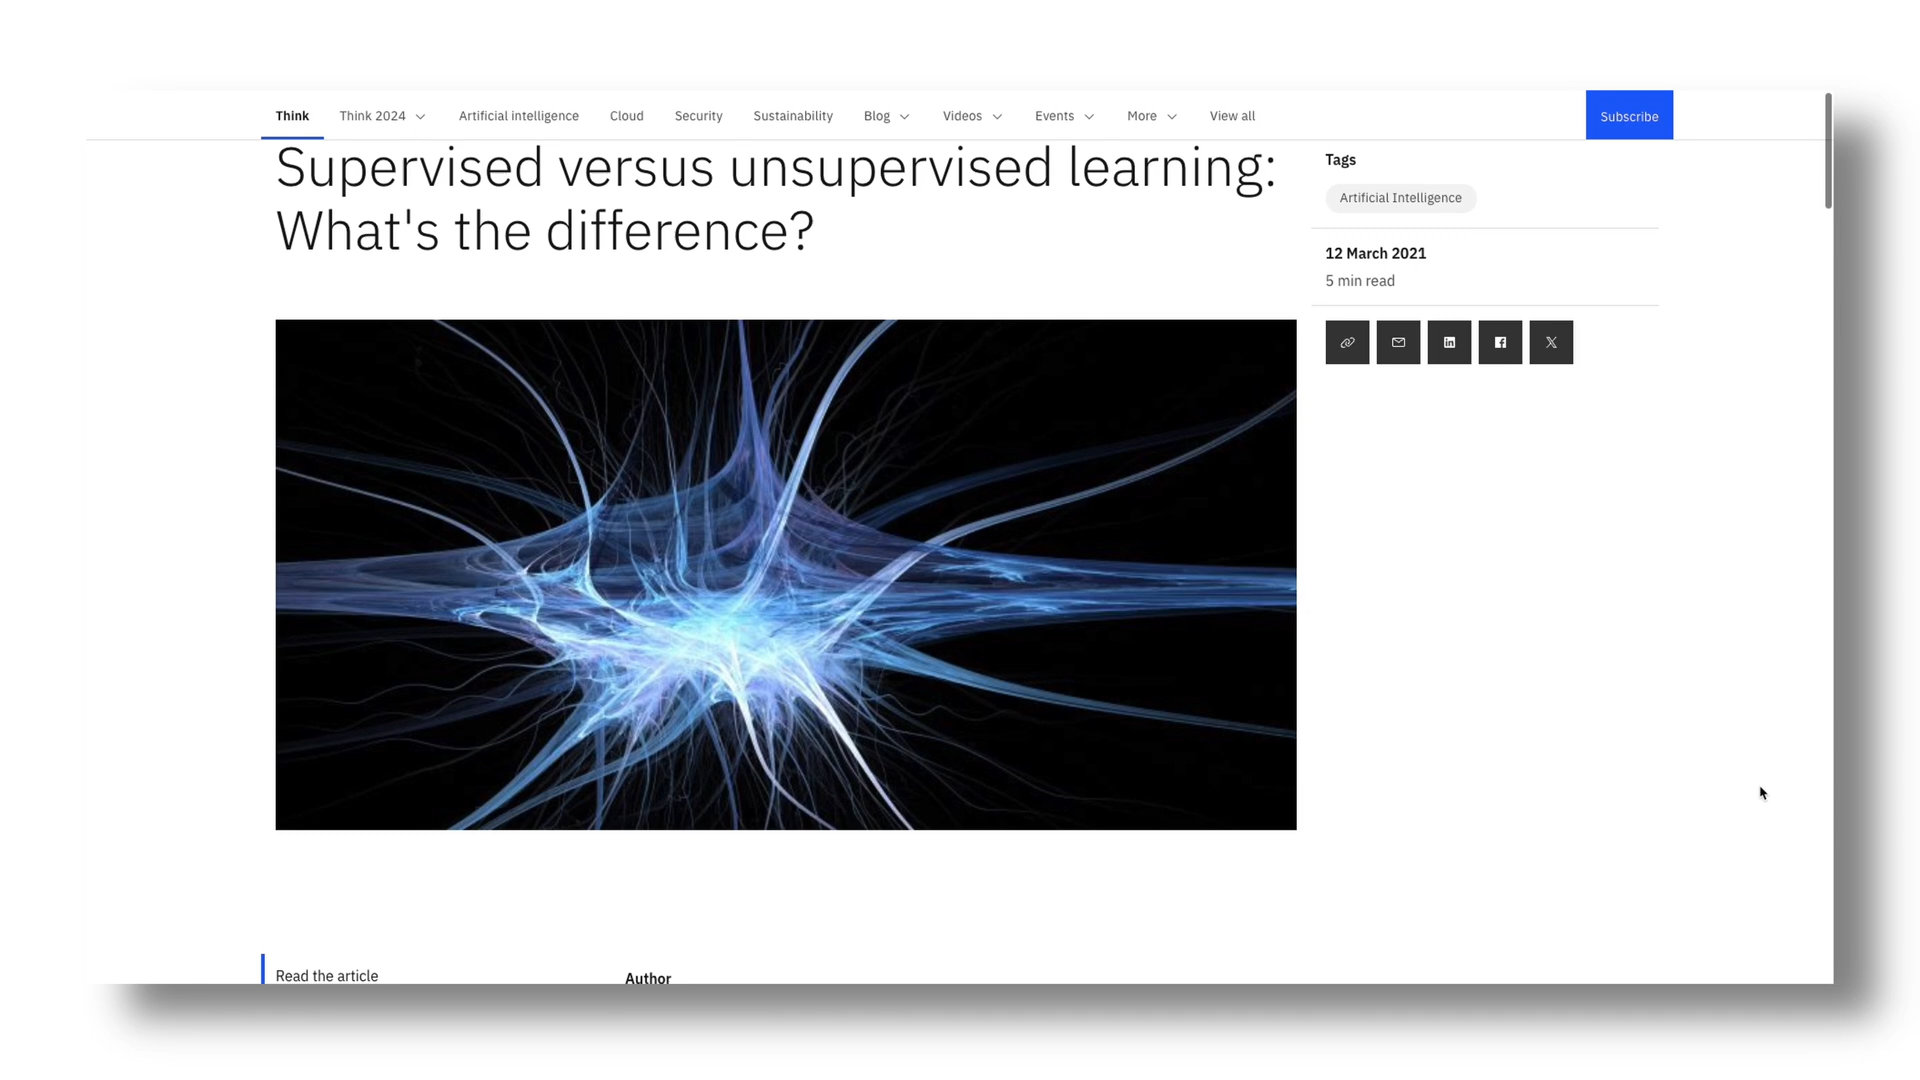 Think Think 2024 Artificial intelligence Cloud Security Sustainability Blog Videos Events More View all Subscribe
Supervised versus unsupervised learning:
What's the difference?
Tags
Artificial Intelligence
12 March 2021
5 min read
Read the article
Author